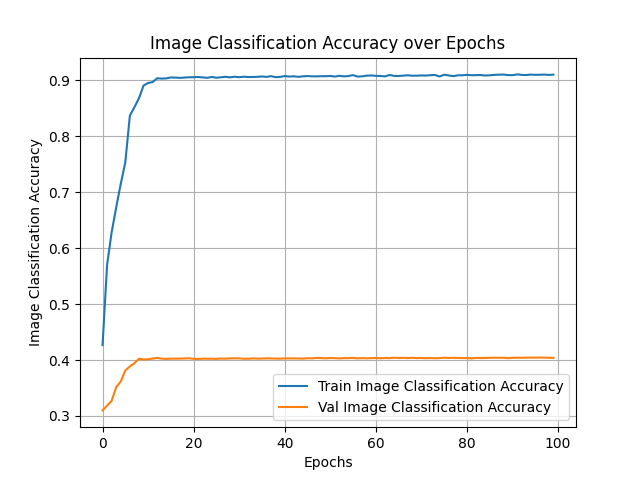 Image Classification Accuracy over Epochs
Image Classification Accuracy
0.9
0.8
0.7
0.6
0.5
0.4
0.3
Train Image Classification Accuracy
Val Image Classification Accuracy
0 20 40 60 80 100
Epochs